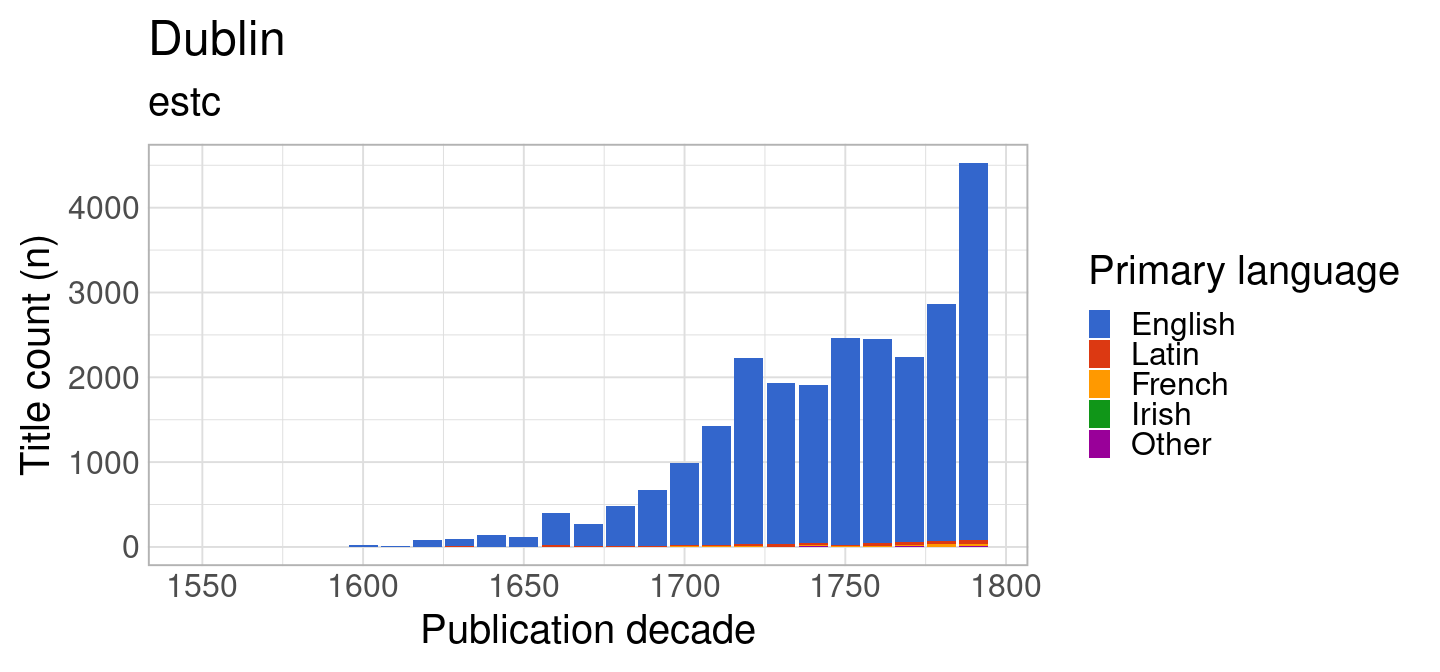 Dublin
estc
Title count (n)
4000
3000
2000
1000
0
1550 1600 1650 1700 1750 1800
Publication decade
Primary language
English
Latin
French
Irish
Other